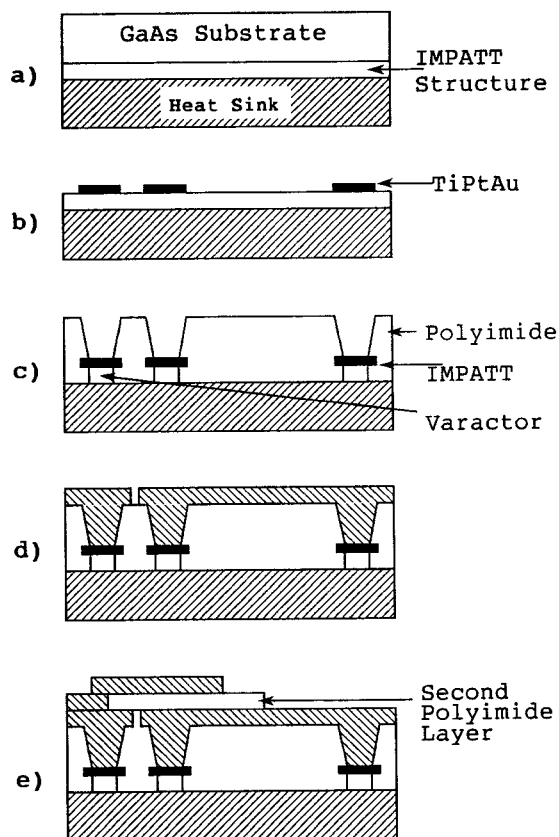 GaAs Substrate
a)
IMPATT
Structure
Heat Sink
b)
TiPtAu
c)
Polyimide
IMPATT
Varactor
d)
e)
Second
Polyimide
Layer